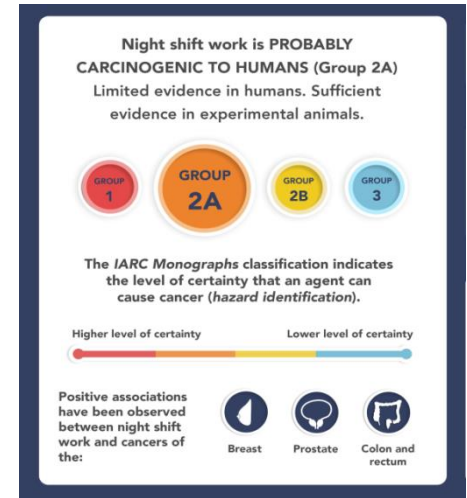 Night shift work is PROBABLY
CARCINOGENIC TO HUMANS (Group 2A)
Limited evidence in humans. Sufficient
evidence in experimental animals.
GROUP
1
GROUP
2A
GROUP
2B
GROUP
3
The IARC Monographs classification indicates
the level of certainty that an agent can
cause cancer (hazard identification).
Higher level of certainty
Lower level of certainty
Positive associations
have been observed
between night shift
work and cancers of
the:
Breast
Prostate
Colon and
rectum